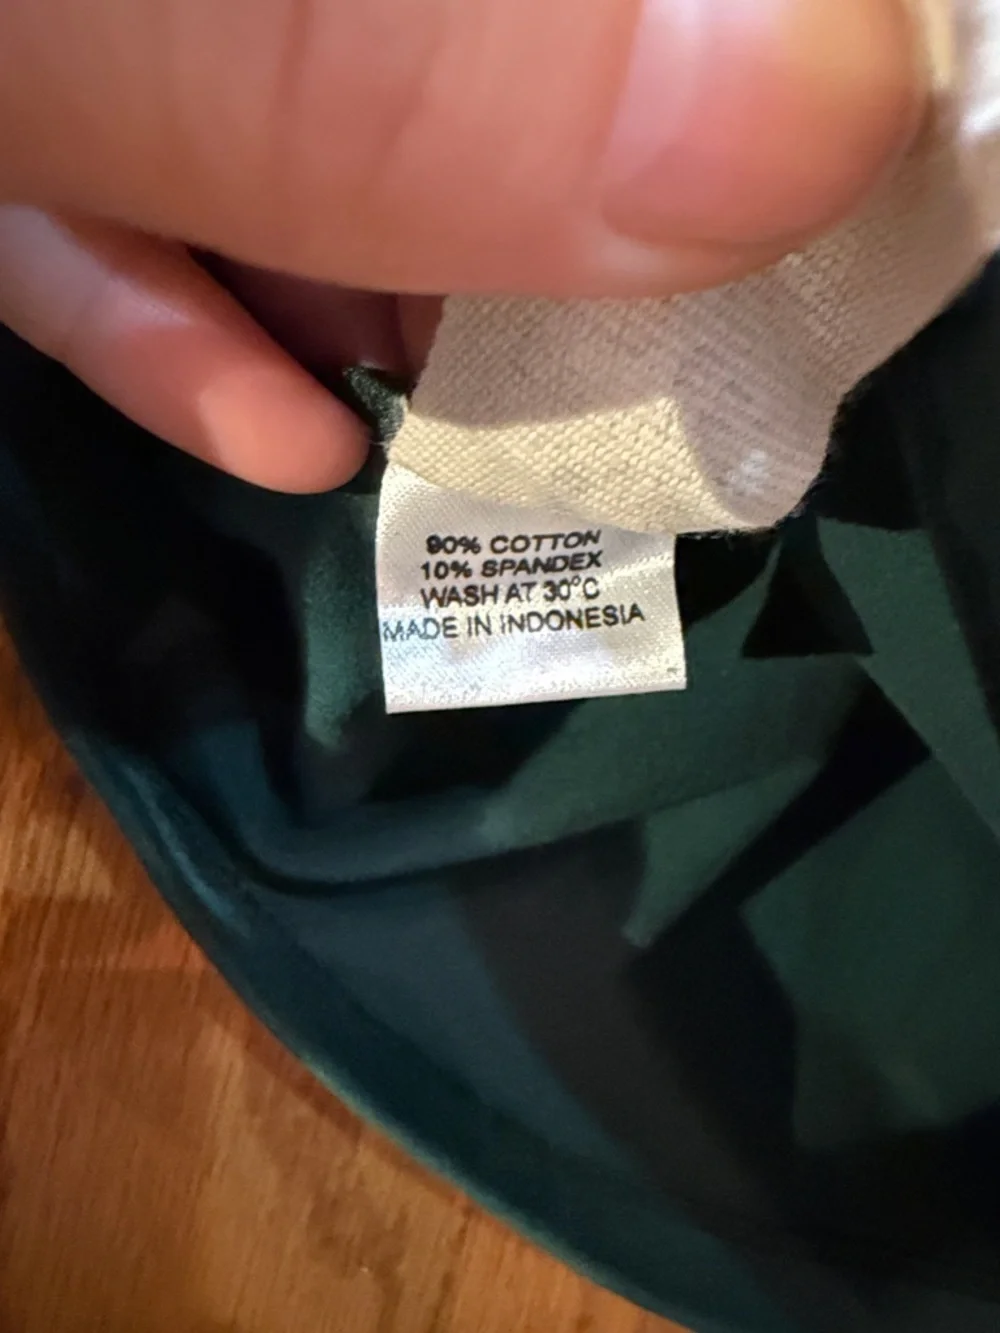 90% COTTON
10% SPANDEX
WASH AT 30°C
MADE IN INDONESIA